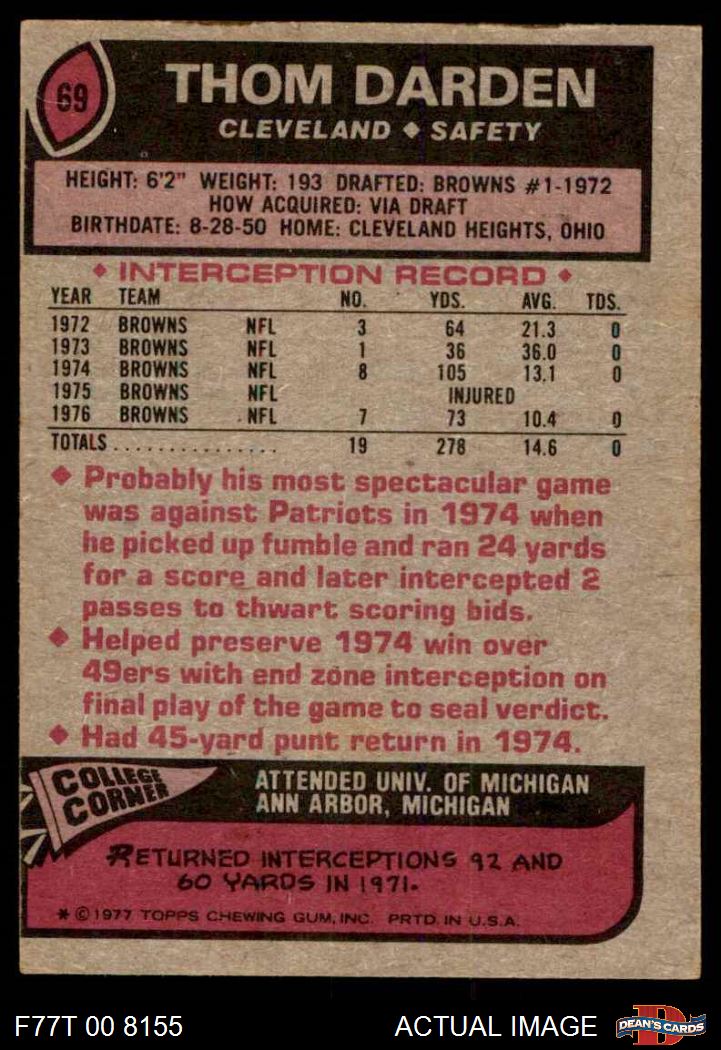 69
THOM DARDEN
CLEVELAND ◆ SAFETY
HEIGHT: 6'2" WEIGHT: 193 DRAFTED: BROWNS #1-1972
HOW ACQUIRED: VIA DRAFT
BIRTHDATE: 8-28-50 HOME: CLEVELAND HEIGHTS, OHIO
◆ INTERCEPTION RECORD ◆
YEAR TEAM NO. YDS. AVG. TDS.
1972 BROWNS NFL 3 64 21.3 0
1973 BROWNS NFL 1 36 36.0 0
1974 BROWNS NFL 8 105 13.1 0
1975 BROWNS NFL INJURED
1976 BROWNS NFL 7 73 10.4 0
TOTALS ............... 19 278 14.6 0
◆ Probably his most spectacular game
was against Patriots in 1974 when
he picked up fumble and ran 24 yards
for a score and later intercepted 2
passes to thwart scoring bids.
◆ Helped preserve 1974 win over
49ers with end zone interception on
final play of the game to seal verdict.
◆ Had 45-yard punt return in 1974.
COLLEGE
CORNER
ATTENDED UNIV. OF MICHIGAN
ANN ARBOR, MICHIGAN
RETURNED INTERCEPTIONS 92 AND
60 YARDS IN 1971.
* © 1977 TOPPS CHEWING GUM, INC. PRTD. IN U.S.A.
F77T 00 8155 ACTUAL IMAGE
D
DEAN'S CARDS